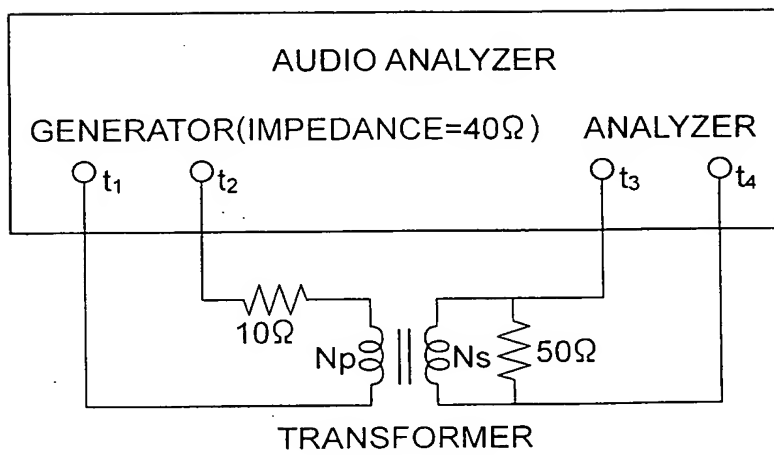 AUDIO ANALYZER
GENERATOR(IMPEDANCE=40Ω) ANALYZER
t1 t2 t3 t4
10Ω
Np Ns 50Ω
TRANSFORMER